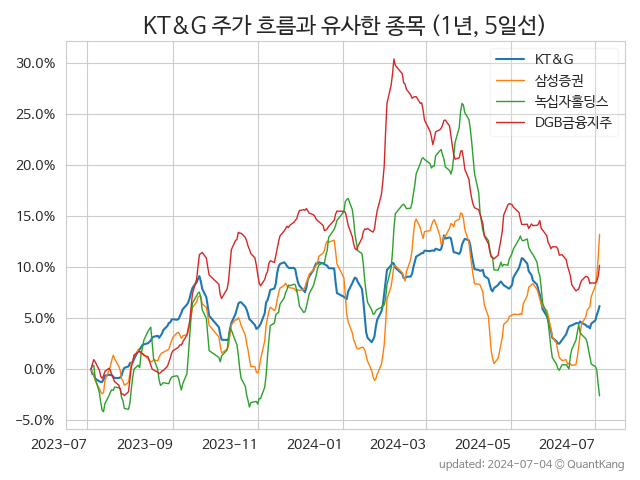 KT&G 주가 흐름과 유사한 종목 (1년, 5일선)
KT&G
삼성증권
녹십자홀딩스
DGB금융지주
30.0%
25.0%
20.0%
15.0%
10.0%
5.0%
0.0%
−5.0%
2023-07
2023-09
2023-11
2024-01
2024-03
2024-05
2024-07
updated: 2024-07-04 ⓒ QuantKang